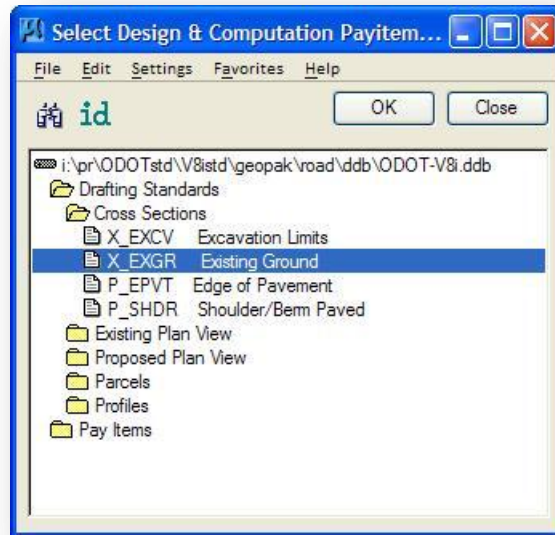 Select Design & Computation Payitem...
File Edit Settings Favorites Help
id OK Close
i:\pr\ODOTstd\V8istd\geopak\road\ddb\ODOT-V8i.ddb
Drafting Standards
Cross Sections
X_EXCV Excavation Limits
X_EXGR Existing Ground
P_EPVT Edge of Pavement
P_SHDR Shoulder/Berm Paved
Existing Plan View
Proposed Plan View
Parcels
Profiles
Pay Items